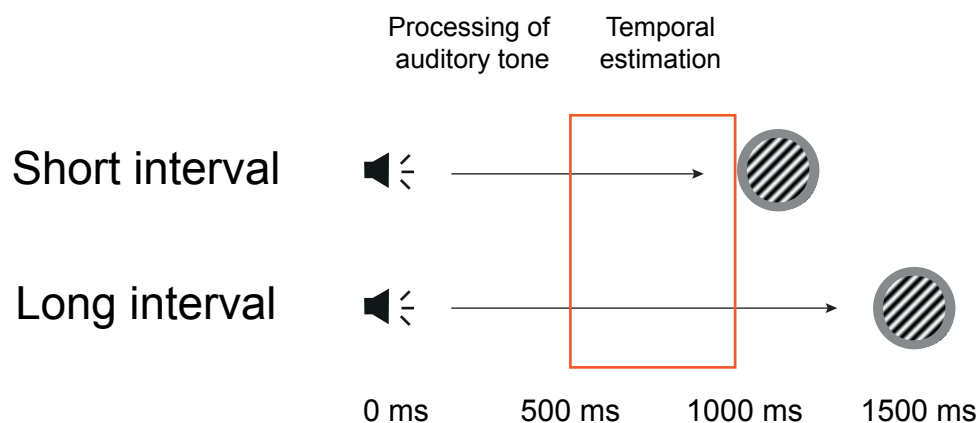 Processing of
auditory tone
Temporal
estimation
Short interval
Long interval
0 ms
500 ms
1000 ms
1500 ms